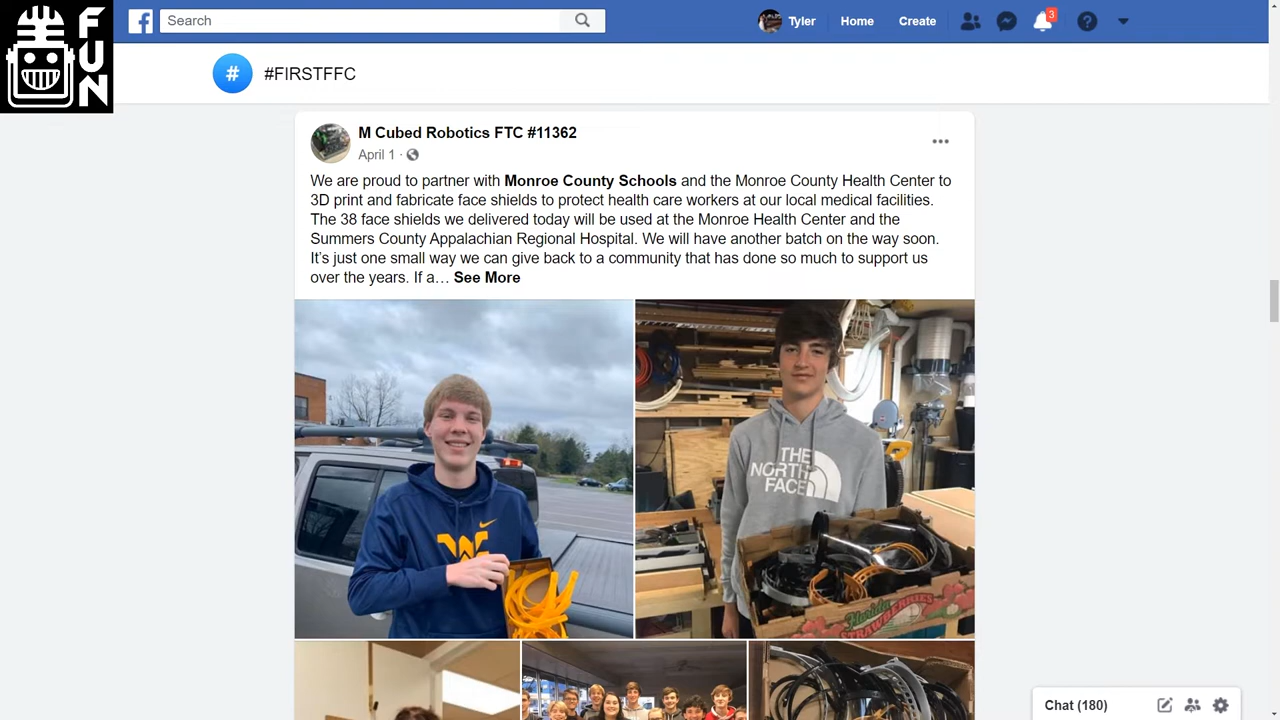 FUN
Search
Tyler Home Create 3
# #FIRSTFFC
M Cubed Robotics FTC #11362
April 1 ·
We are proud to partner with Monroe County Schools and the Monroe County Health Center to
3D print and fabricate face shields to protect health care workers at our local medical facilities.
The 38 face shields we delivered today will be used at the Monroe Health Center and the
Summers County Appalachian Regional Hospital. We will have another batch on the way soon.
It's just one small way we can give back to a community that has done so much to support us
over the years. If a… See More
W
THE
NORTH
FACE
Florida
STRAWBERRIES
Chat (180)